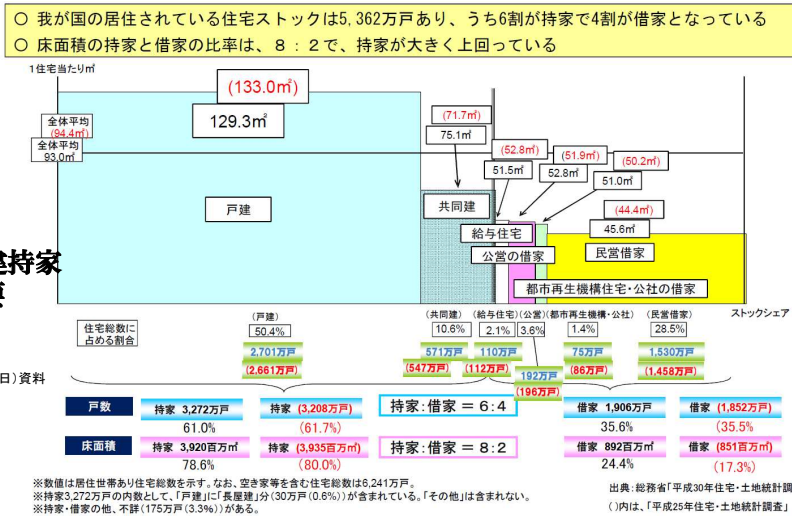 ○ 我が国の居住されている住宅ストックは5,362万戸あり、うち6割が持家で4割が借家となっている
○ 床面積の持家と借家の比率は、8：2で、持家が大きく上回っている
1住宅当たり㎡
(133.0㎡)
129.3㎡
全体平均
(94.4㎡)
全体平均
93.0㎡
(71.7㎡)
75.1㎡
(52.8㎡)
51.5㎡
(51.9㎡)
52.8㎡
(50.2㎡)
51.0㎡
(44.4㎡)
45.6㎡
戸建
共同建
給与住宅
公営の借家
民営借家
都市再生機構住宅・公社の借家
建持家
要
日）資料
住宅総数に
占める割合
(戸建)
50.4%
2,701万戸
(2,661万戸)
(共同建)
10.6%
571万戸
(547万戸)
(給与住宅)
2.1%
110万戸
(112万戸)
(公営)
3.6%
192万戸
(196万戸)
(都市再生機構・公社)
1.4%
75万戸
(86万戸)
(民営借家)
28.5%
1,530万戸
(1,458万戸)
ストックシェア
戸数
持家 3,272万戸
61.0%
持家 (3,208万戸)
(61.7%)
持家:借家 = 6:4
借家 1,906万戸
35.6%
借家 (1,852万戸)
(35.5%
床面積
持家 3,920百万㎡
78.6%
持家 (3,935百万㎡)
(80.0%)
持家:借家 = 8:2
借家 892百万㎡
24.4%
借家 (851百万㎡)
(17.3%)
※数値は居住世帯あり住宅総数を示す。なお、空き家等を含む住宅総数は6,241万戸。
※持家3,272万戸の内数として、「戸建」に「長屋建」分(30万戸(0.6%))が含まれている。「その他」は含まれない。
※持家・借家の他、不詳(175万戸(3.3%))がある。
出典：総務省「平成30年住宅・土地統計調
( )内は、「平成25年住宅・土地統計調査」